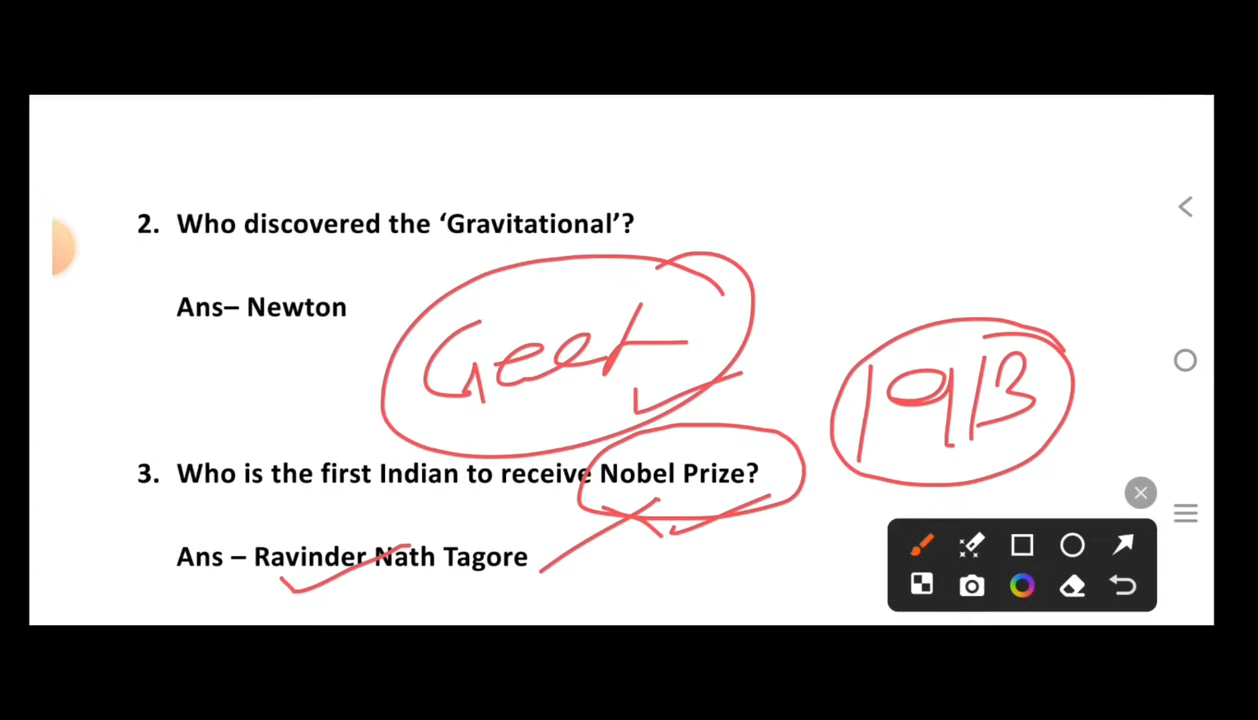 2. Who discovered the ‘Gravitational’?
Ans– Newton
Geet
1913
3. Who is the first Indian to receive Nobel Prize?
Ans – Ravinder Nath Tagore